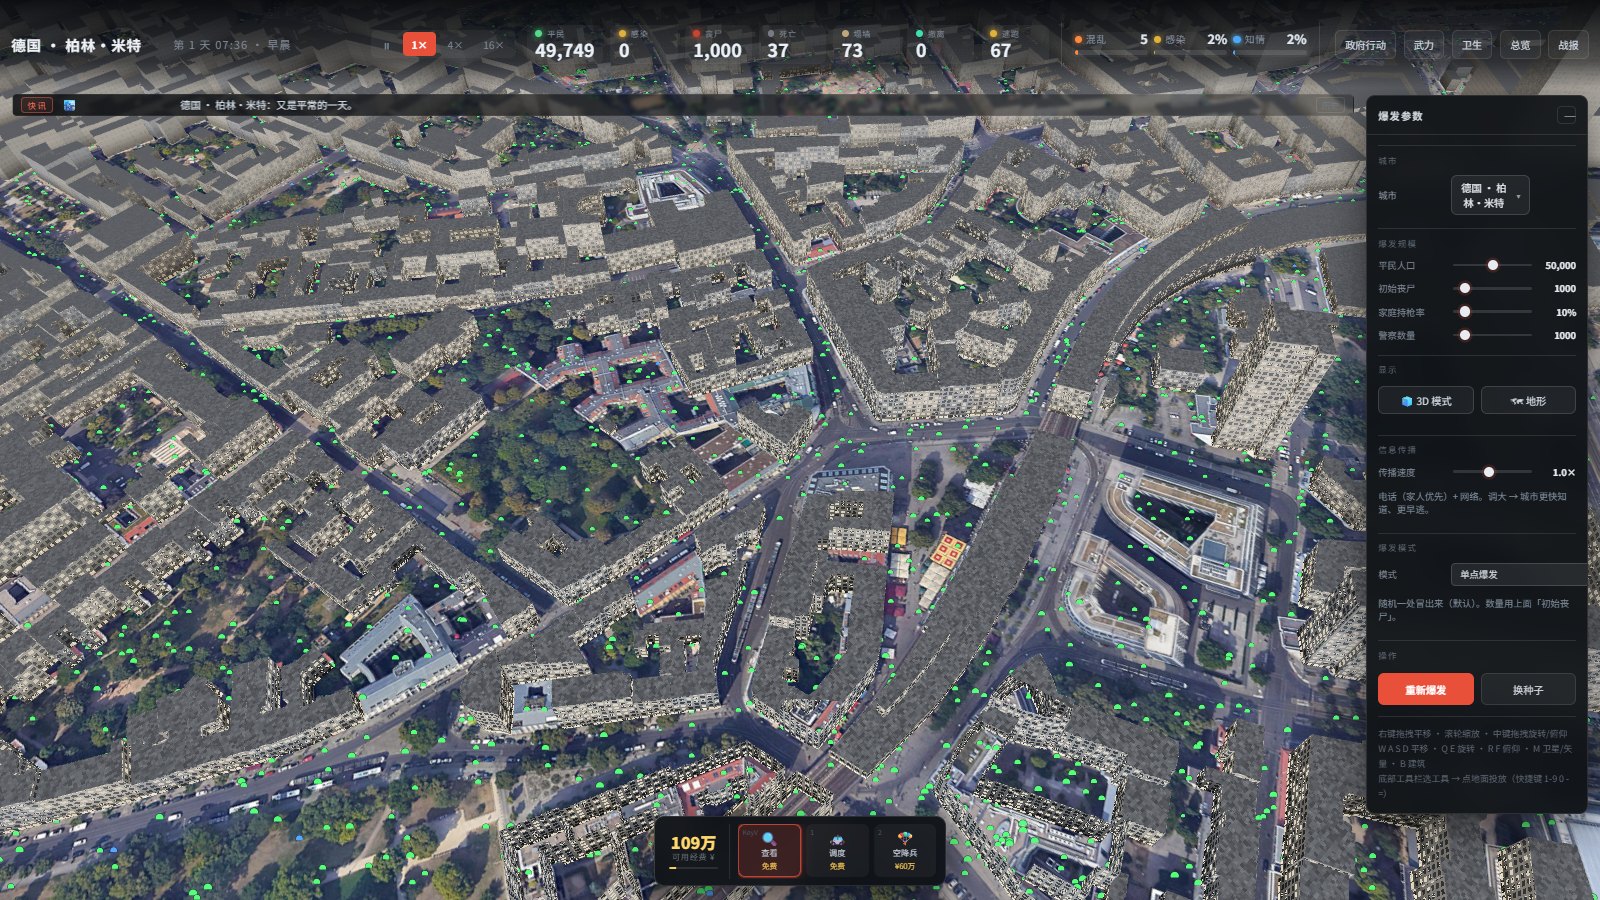 德国 · 柏林 · 米特
第 1 天 07:36 · 早晨
1×
4×
16×
平民
49,749
感染
0
丧尸
1,000
死亡
37
塌墙
73
撤离
0
逃跑
67
混乱
5
感染
2%
知情
2%
政府行动
武力
卫生
总览
战报
快讯
德国 · 柏林 · 米特：又是平常的一天。
爆发参数
城市
城市
德国 · 柏
林 · 米特
爆发规模
平民人口
50,000
初始丧尸
1000
家庭持枪率
10%
警察数量
1000
显示
3D 模式
地形
信息传播
传播速度
1.0×
电话（家人优先）+ 网络。调大 → 城市更快知
道、更早逃。
爆发模式
模式
单点爆发
随机一处冒出来（默认）。数量用上面「初始丧
尸」。
操作
重新爆发
换种子
右键拖拽平移 · 滚轮缩放 · 中键拖拽旋转/俯仰
W A S D 平移 · Q E 旋转 · R F 俯仰 · M 卫星/矢
量 · B 建筑
底部工具栏选工具 → 点地面投放（快捷键 1-9 0 -
=）
109万
可用经费 ¥
KeyV
查看
免费
1
调度
免费
2
空降兵
¥60万